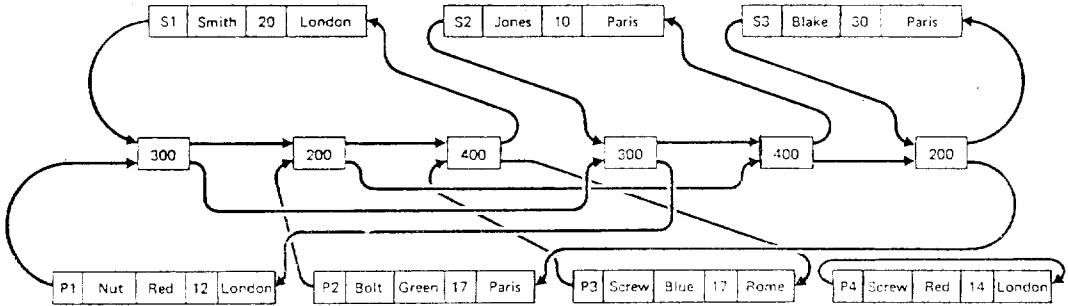 S1 Smith 20 London
S2 Jones 10 Paris
S3 Blake 30 Paris
300 200 400 300 400 200
P1 Nut Red 12 London
P2 Bolt Green 17 Paris
P3 Screw Blue 17 Rome
P4 Screw Red 14 London